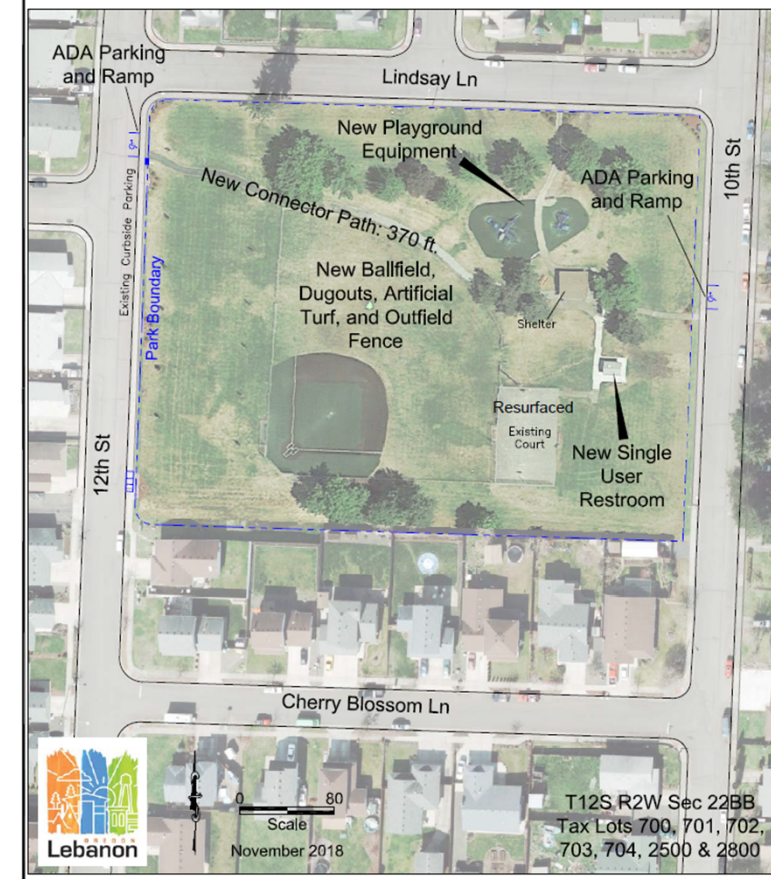 ADA Parking
and Ramp
Lindsay Ln
New Playground
Equipment
10th St
ADA Parking
and Ramp
New Connector Path: 370 ft.
Existing Curbside Parking
Park Boundary
New Ballfield,
Dugouts, Artificial
Turf, and Outfield
Fence
Shelter
Resurfaced
Existing
Court
12th St
New Single
User
Restroom
Cherry Blossom Ln
OREGON
Lebanon
0 80
Scale
November 2018
T12S R2W Sec 22BB
Tax Lots 700, 701, 702,
703, 704, 2500 & 2800